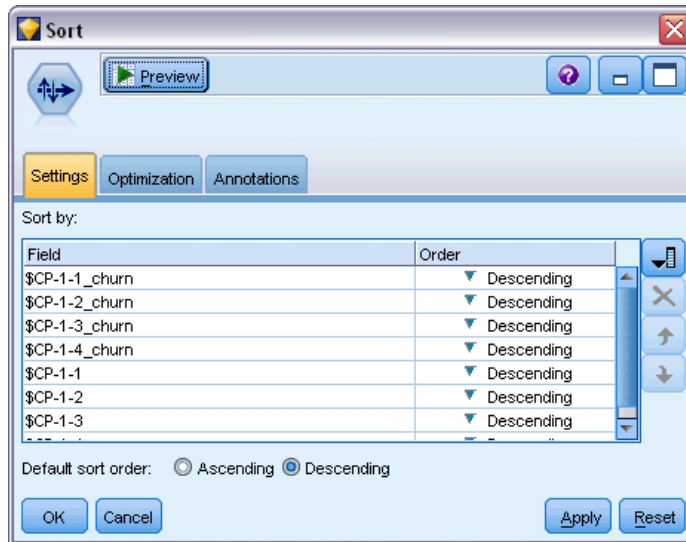 Sort
Preview
Settings Optimization Annotations
Sort by:
Field Order
$CP-1-1_churn Descending
$CP-1-2_churn Descending
$CP-1-3_churn Descending
$CP-1-4_churn Descending
$CP-1-1 Descending
$CP-1-2 Descending
$CP-1-3 Descending
Default sort order: Ascending Descending
OK Cancel Apply Reset